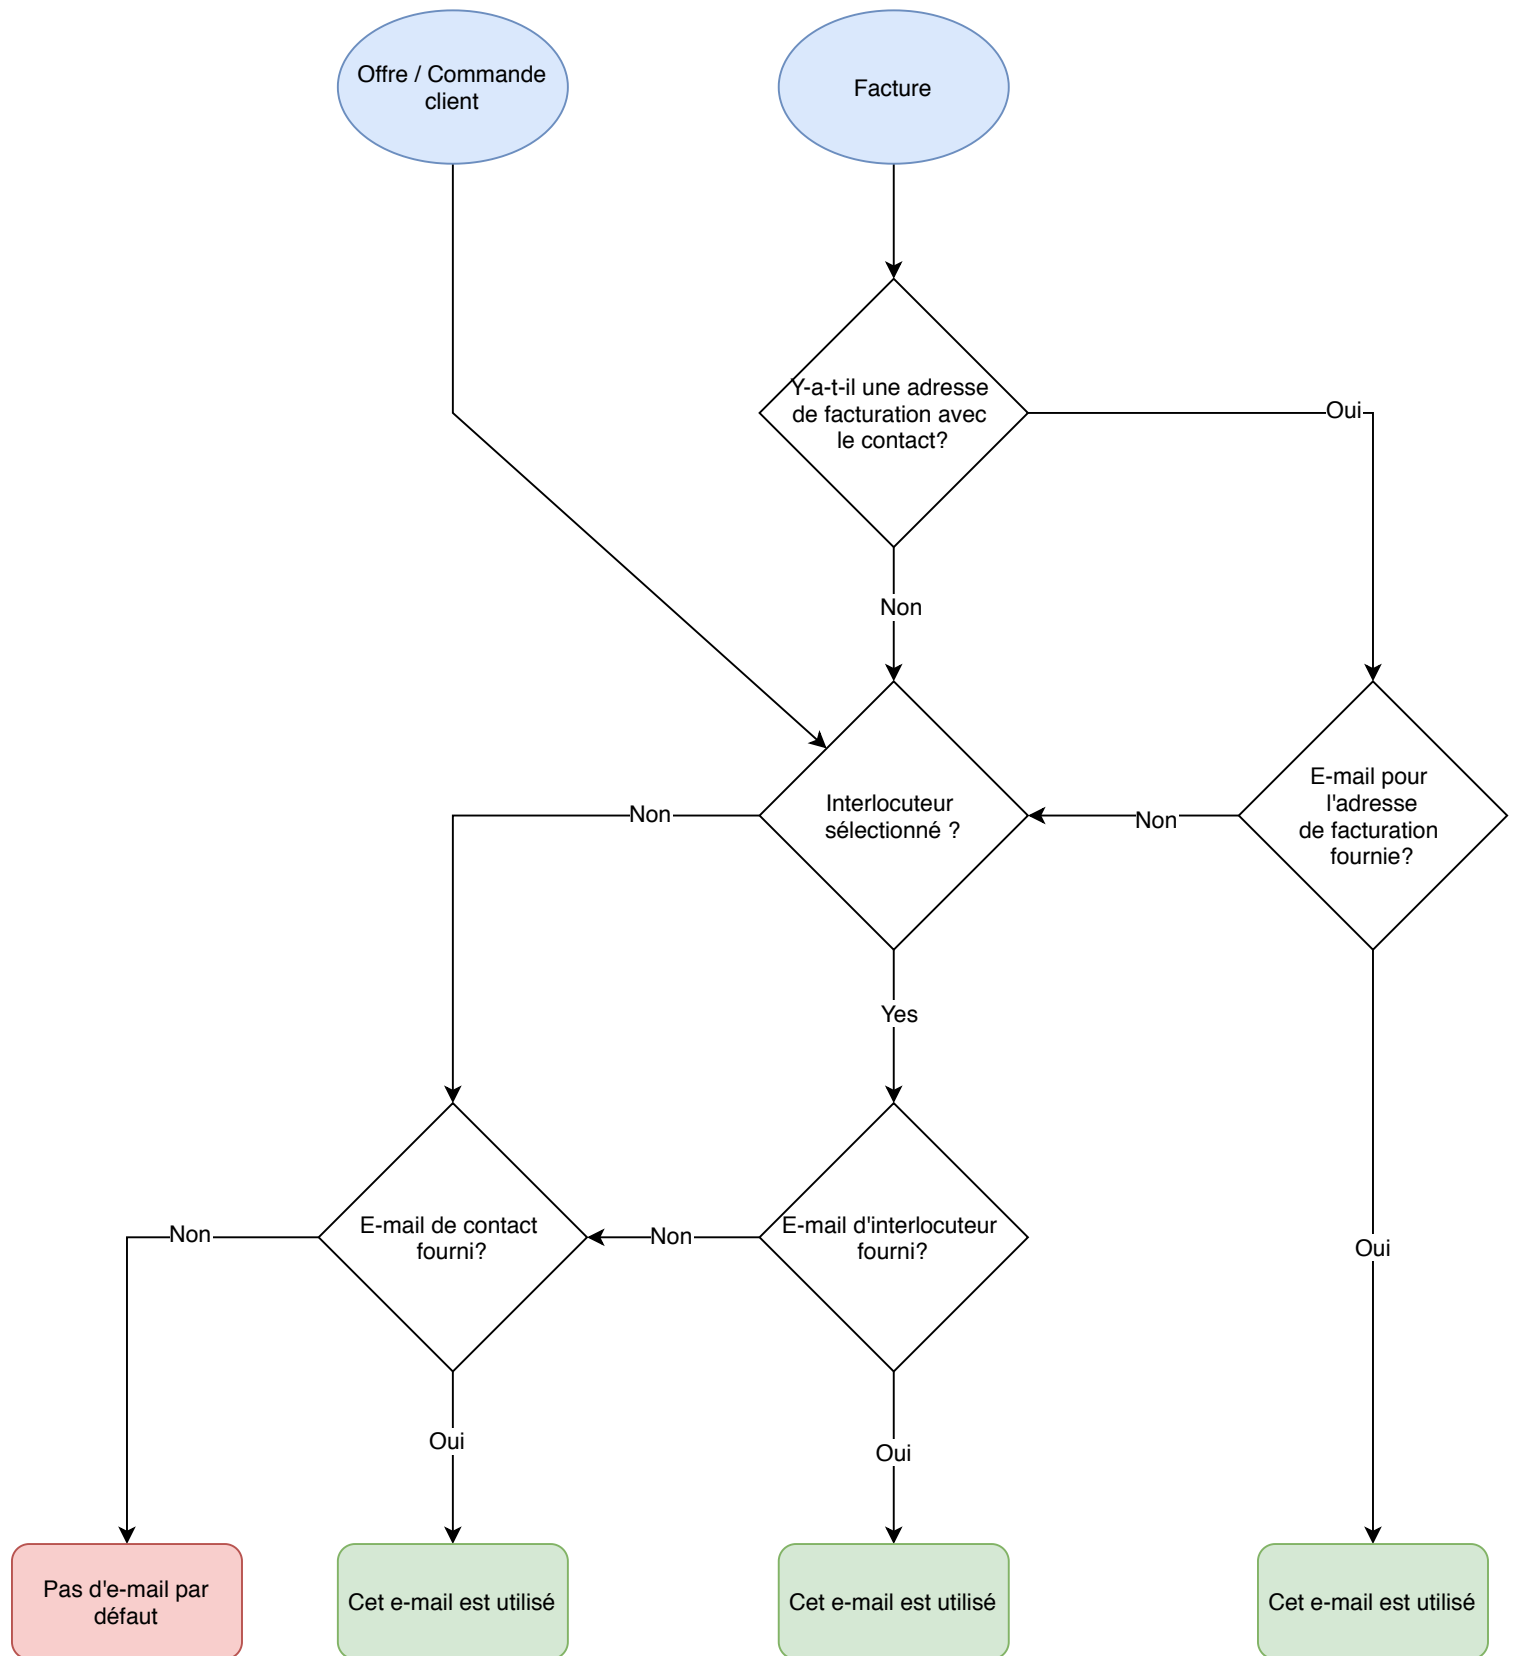 Offre / Commande
client
Facture
Y-a-t-il une adresse
de facturation avec
le contact?
Oui
Non
Interlocuteur
sélectionné ?
E-mail pour
l'adresse
de facturation
fournie?
Non
Non
Yes
E-mail de contact
fourni?
E-mail d'interlocuteur
fourni?
Non
Non
Oui
Oui
Oui
Pas d'e-mail par
défaut
Cet e-mail est utilisé
Cet e-mail est utilisé
Cet e-mail est utilisé